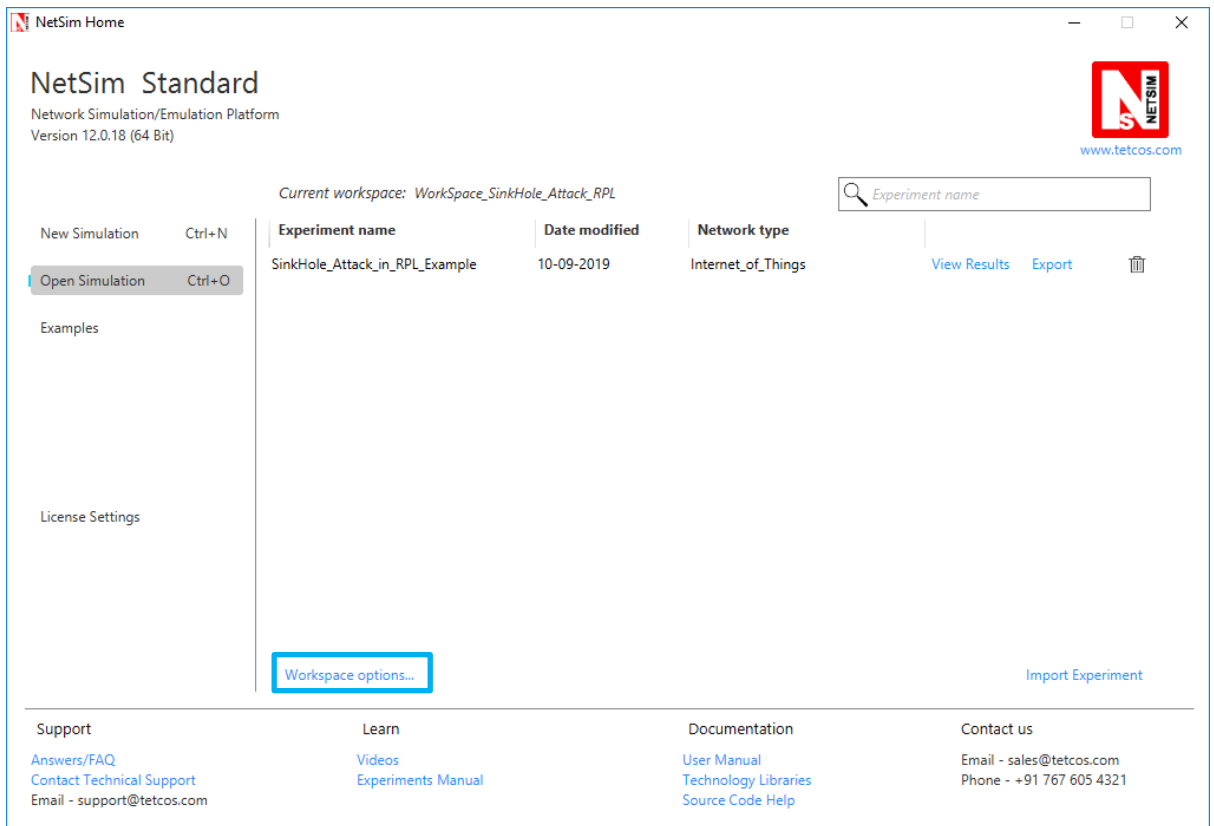 NetSim Home
NetSim Standard
Network Simulation/Emulation Platform
Version 12.0.18 (64 Bit)
N
S
NETSIM
www.tetcos.com
Current workspace: WorkSpace_SinkHole_Attack_RPL
Experiment name
New Simulation Ctrl+N
Open Simulation Ctrl+O
Examples
License Settings
Experiment name Date modified Network type
SinkHole_Attack_in_RPL_Example 10-09-2019 Internet_of_Things View Results Export
Workspace options...
Import Experiment
Support
Answers/FAQ
Contact Technical Support
Email - support@tetcos.com
Learn
Videos
Experiments Manual
Documentation
User Manual
Technology Libraries
Source Code Help
Contact us
Email - sales@tetcos.com
Phone - +91 767 605 4321